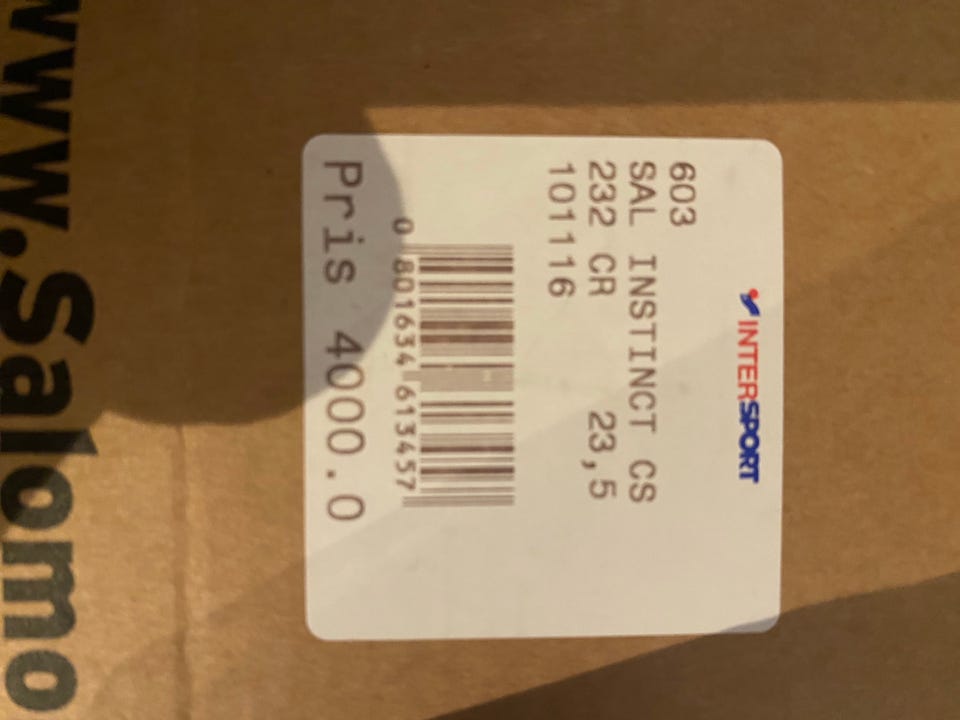 INTERSPORT
603
SAL INSTINCT CS
232 CR 23,5
101116
0 801634 613457
Pris 4000.0
www.Salomo